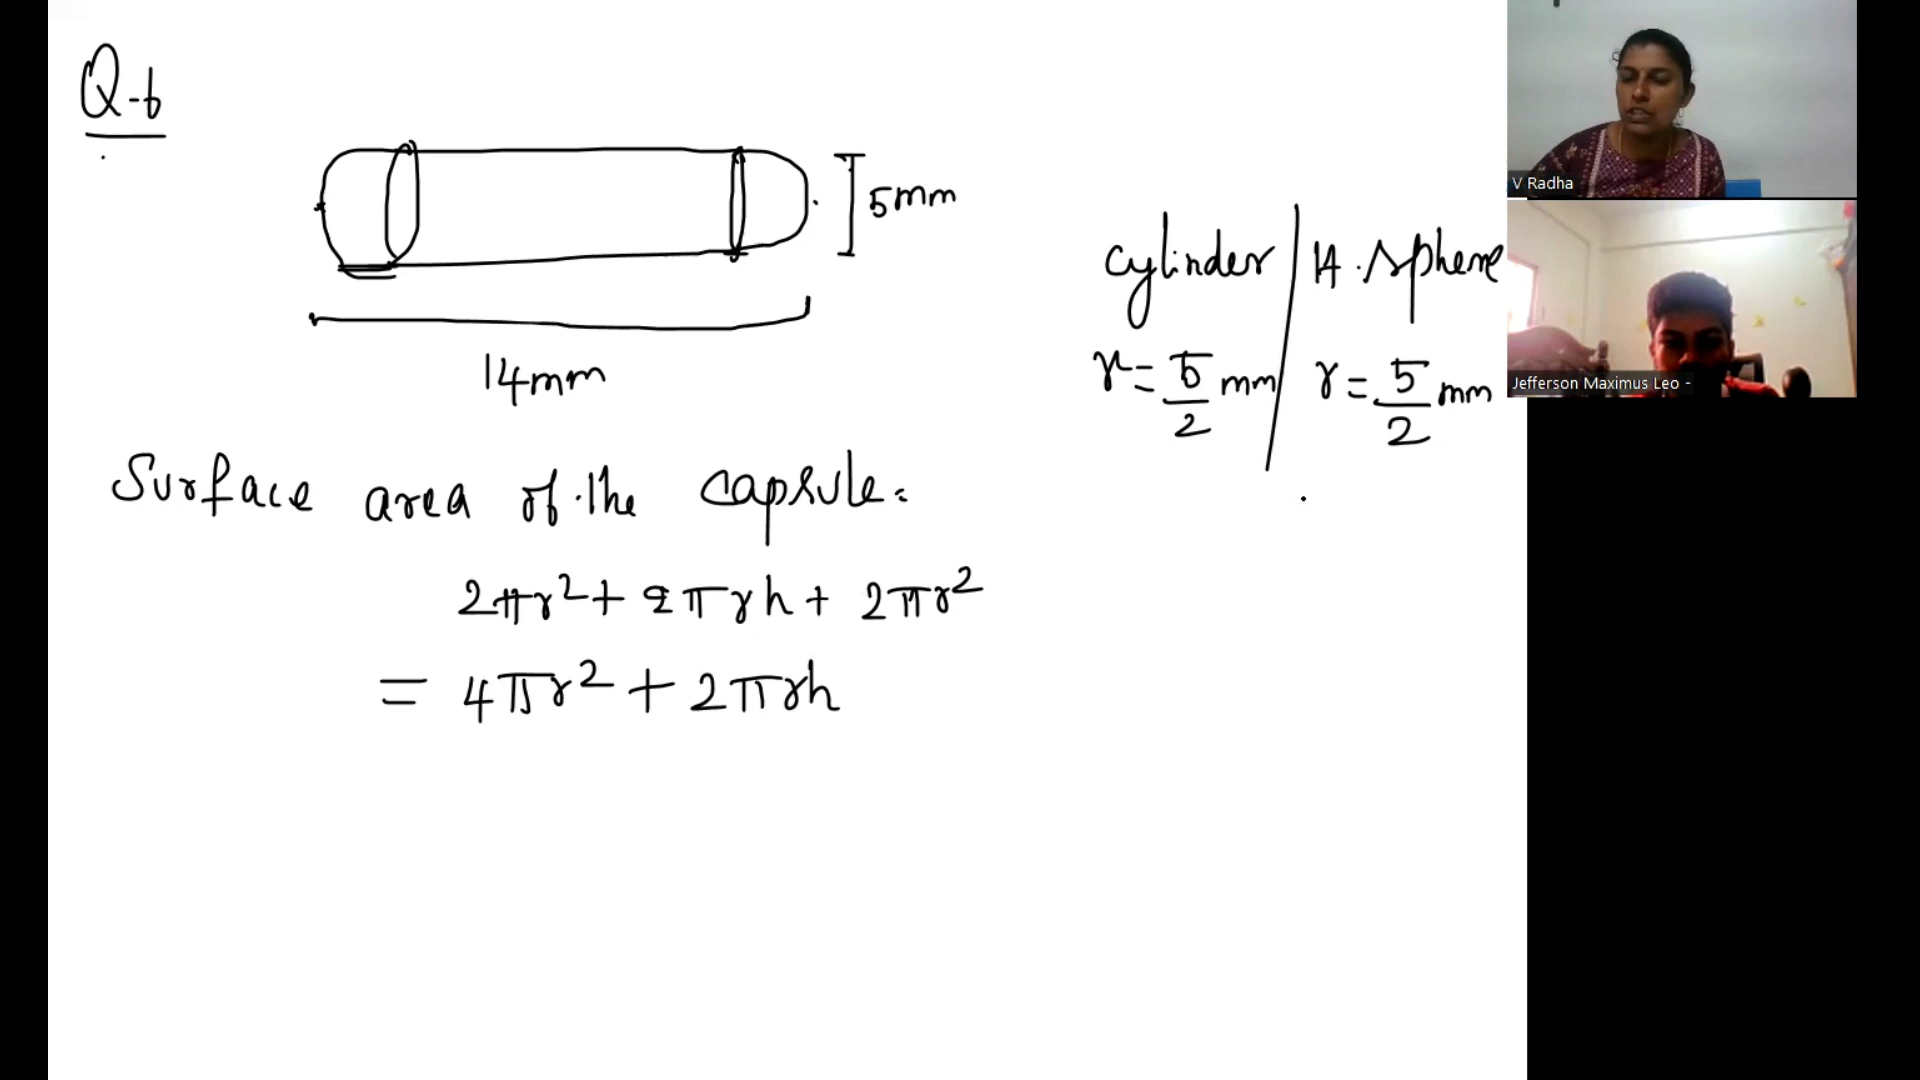 Q-6
5mm
14mm
cylinder
H.sphere
r = 5/2 mm
r = 5/2 mm
Surface area of the capsule =
2πr² + 2πrh + 2πr²
= 4πr² + 2πrh
V Radha
Jefferson Maximus Leo -